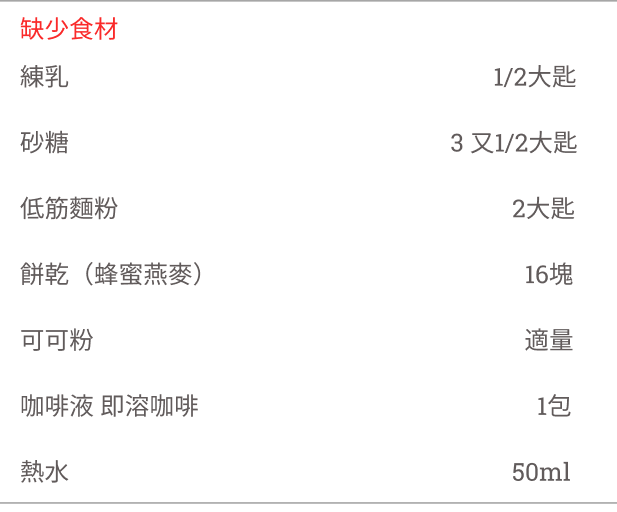 缺少食材
練乳 1/2大匙
砂糖 3 又1/2大匙
低筋麵粉 2大匙
餅乾（蜂蜜燕麥） 16塊
可可粉 適量
咖啡液 即溶咖啡 1包
熱水 50ml